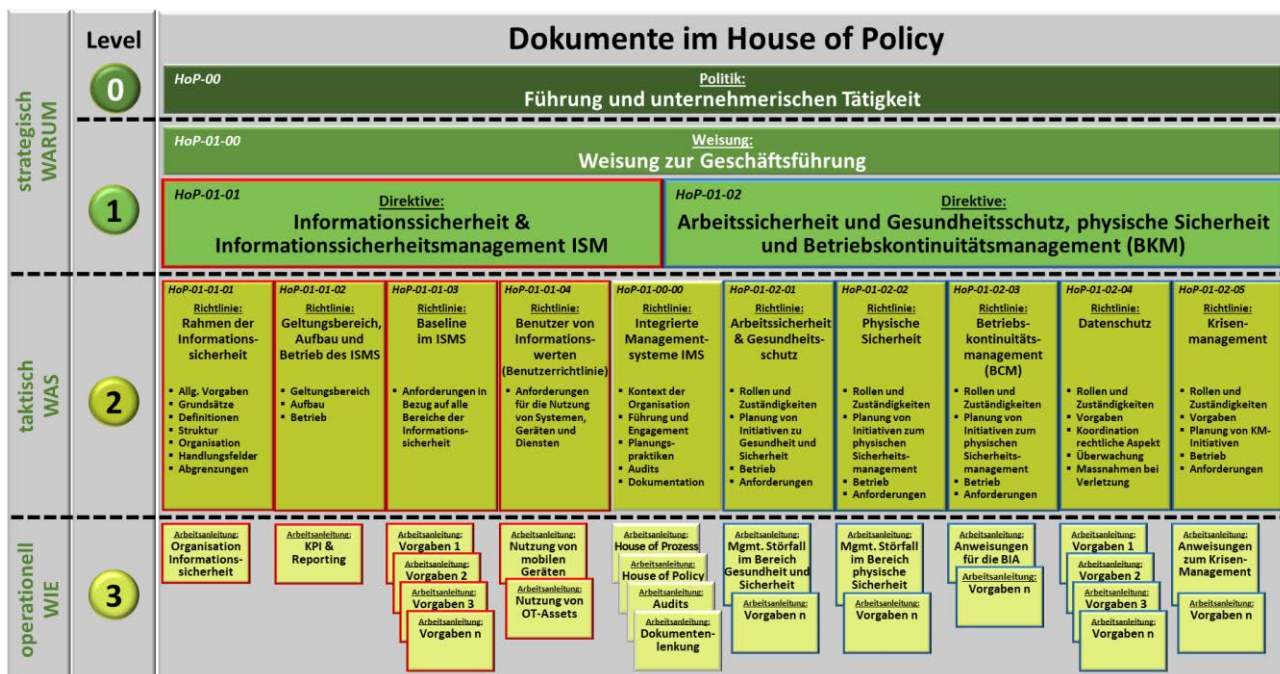 Dokumente im House of Policy
Level
strategisch
WARUM
0
HoP-00
Politik:
Führung und unternehmerischen Tätigkeit
1
HoP-01-00
Weisung:
Weisung zur Geschäftsführung
HoP-01-01
Direktive:
Informationssicherheit &
Informationssicherheitsmanagement ISM
HoP-01-02
Direktive:
Arbeitssicherheit und Gesundheitsschutz, physische Sicherheit
und Betriebskontinuitätsmanagement (BKM)
taktisch
WAS
2
HoP-01-01-01
Richtlinie:
Rahmen der
Informations-
sicherheit
▪ Allg. Vorgaben
▪ Grundsätze
▪ Definitionen
▪ Struktur
▪ Organisation
▪ Handlungsfelder
▪ Abgrenzungen
HoP-01-01-02
Richtlinie:
Geltungsbereich,
Aufbau und
Betrieb des ISMS
▪ Geltungsbereich
▪ Aufbau
▪ Betrieb
HoP-01-01-03
Richtlinie:
Baseline
im ISMS
▪ Anforderungen in
Bezug auf alle
Bereiche der
Informations-
sicherheit
HoP-01-01-04
Richtlinie:
Benutzer von
Informations-
werten
(Benutzerrichtlinie)
▪ Anforderungen
für die Nutzung
von Systemen,
Geräten und
Diensten
HoP-01-00-00
Richtlinie:
Integrierte
Management-
systeme IMS
▪ Kontext der
Organisation
▪ Führung und
Engagement
▪ Planungs-
praktiken
▪ Audits
▪ Dokumentation
HoP-01-02-01
Richtlinie:
Arbeitssicherheit
& Gesundheits-
schutz
▪ Rollen und
Zuständigkeiten
▪ Planung von
Initiativen zu
Gesundheit und
Sicherheit
▪ Betrieb
▪ Anforderungen
HoP-01-02-02
Richtlinie:
Physische
Sicherheit
▪ Rollen und
Zuständigkeiten
▪ Planung von
Initiativen zum
physischen
Sicherheits-
management
▪ Betrieb
▪ Anforderungen
HoP-01-02-03
Richtlinie:
Betriebs-
kontinuitäts-
management
(BCM)
▪ Rollen und
Zuständigkeiten
▪ Planung von
Initiativen zum
physischen
Sicherheits-
management
▪ Betrieb
▪ Anforderungen
HoP-01-02-04
Richtlinie:
Datenschutz
▪ Rollen und
Zuständigkeiten
▪ Vorgaben
▪ Koordination
rechtliche Aspekt
▪ Überwachung
▪ Massnahmen bei
Verletzung
HoP-01-02-05
Richtlinie:
Krisen-
management
▪ Rollen und
Zuständigkeiten
▪ Vorgaben
▪ Planung von KM-
Initiativen
▪ Betrieb
▪ Anforderungen
operationell
WIE
3
Arbeitsanleitung:
Organisation
Informations-
sicherheit
Arbeitsanleitung:
KPI &
Reporting
Arbeitsanleitung:
Vorgaben 1
Arbeitsanleitung:
Vorgaben 2
Arbeitsanleitung:
Vorgaben 3
Arbeitsanleitung:
Vorgaben n
Arbeitsanleitung:
Nutzung von
mobilen
Geräten
Arbeitsanleitung:
Nutzung von
OT-Assets
Arbeitsanleitung:
House of Prozess
Arbeitsanleitung:
House of Policy
Arbeitsanleitung:
Audits
Arbeitsanleitung:
Dokumenten-
lenkung
Arbeitsanleitung:
Mgmt. Störfall
im Bereich
Gesundheit und
Sicherheit
Arbeitsanleitung:
Vorgaben n
Arbeitsanleitung:
Mgmt. Störfall
im Bereich
physische
Sicherheit
Arbeitsanleitung:
Vorgaben n
Arbeitsanleitung:
Anweisungen
für die BIA
Arbeitsanleitung:
Vorgaben n
Arbeitsanleitung:
Vorgaben 1
Arbeitsanleitung:
Vorgaben 2
Arbeitsanleitung:
Vorgaben 3
Arbeitsanleitung:
Vorgaben n
Arbeitsanleitung:
Anweisungen
zum Krisen-
Management
Arbeitsanleitung:
Vorgaben n